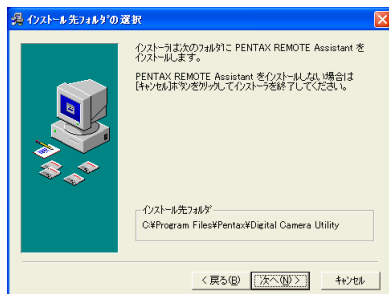 インストール先フォルダの選択
インストーラは次のフォルダに PENTAX REMOTE Assistant を
インストールします。
PENTAX REMOTE Assistant をインストールしない場合は
[キャンセル]ボタンをクリックしてインストーラを終了してください。
インストール先フォルダ
C:¥Program Files¥Pentax¥Digital Camera Utility
< 戻る(B)
次へ(N) >
キャンセル